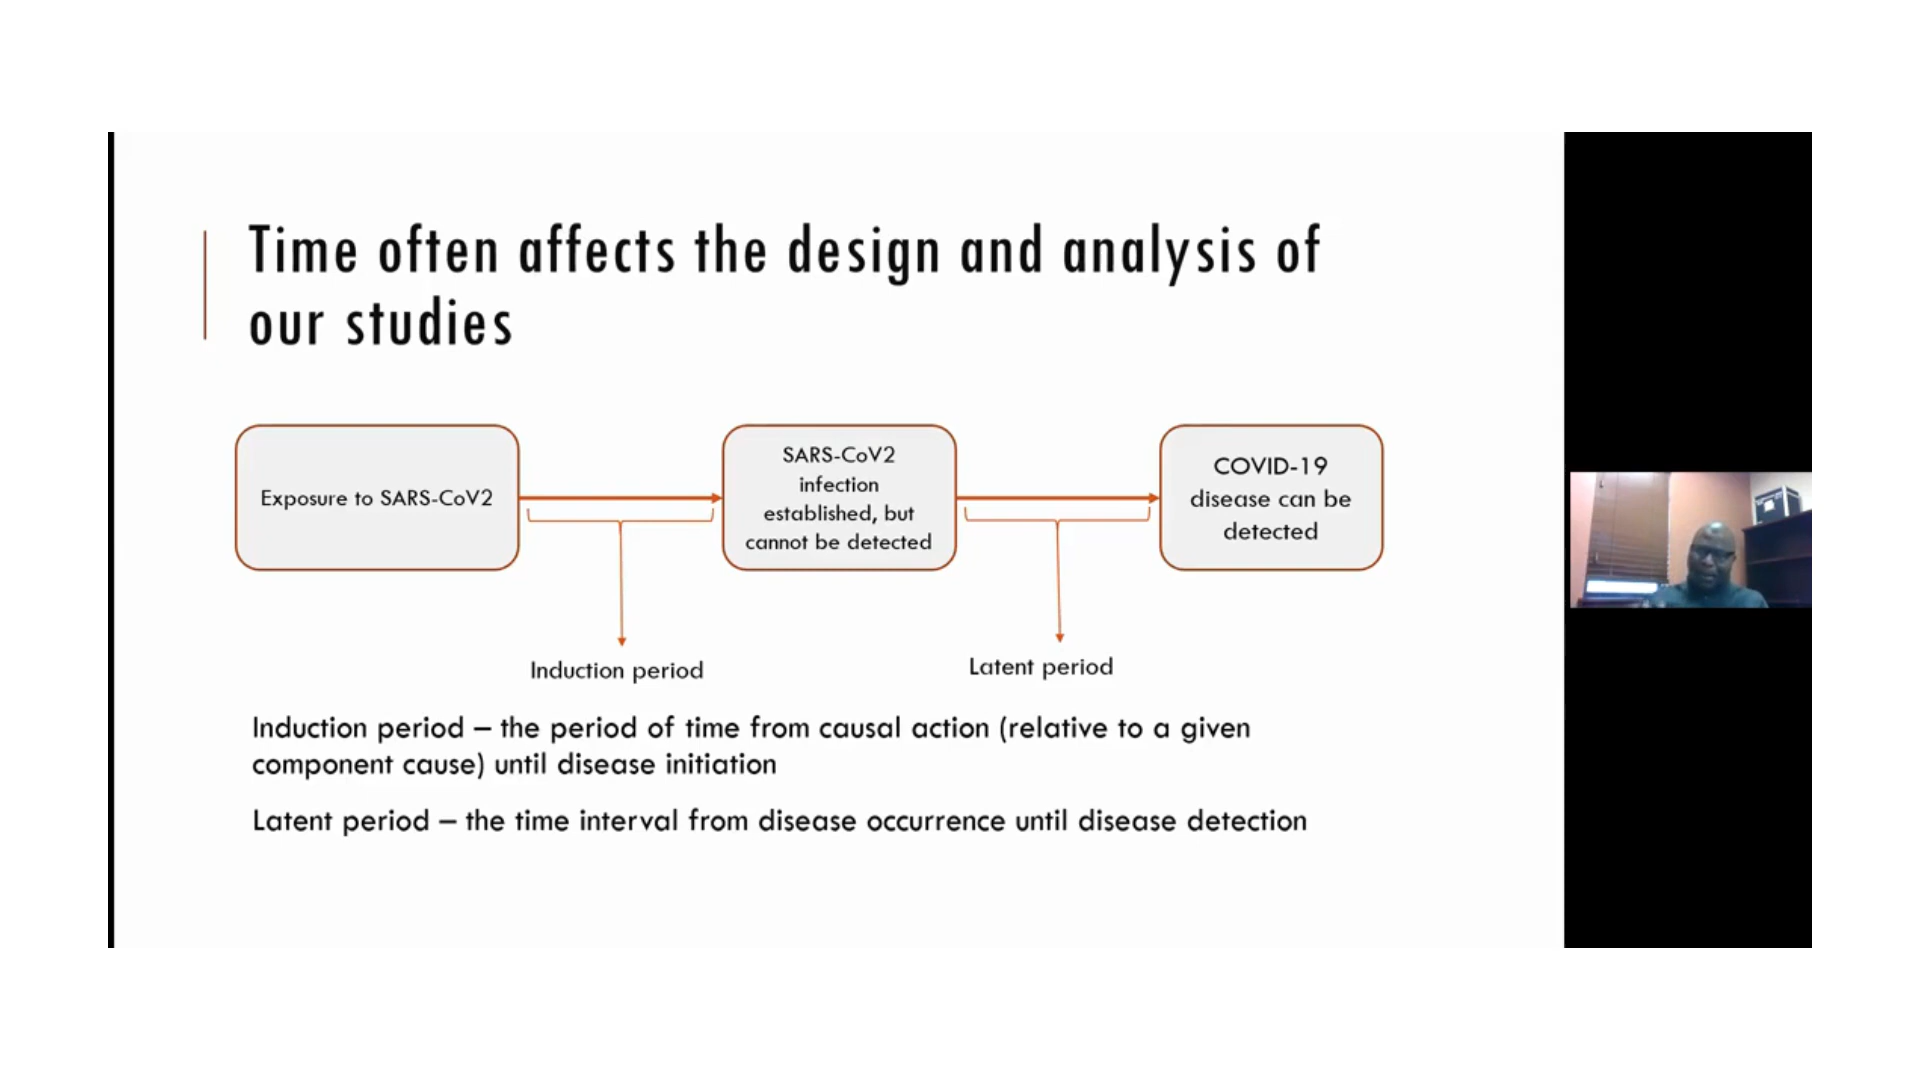 Time often affects the design and analysis of
our studies
Exposure to SARS-CoV2
SARS-CoV2
infection
established, but
cannot be detected
COVID-19
disease can be
detected
Induction period
Latent period
Induction period – the period of time from causal action (relative to a given
component cause) until disease initiation
Latent period – the time interval from disease occurrence until disease detection